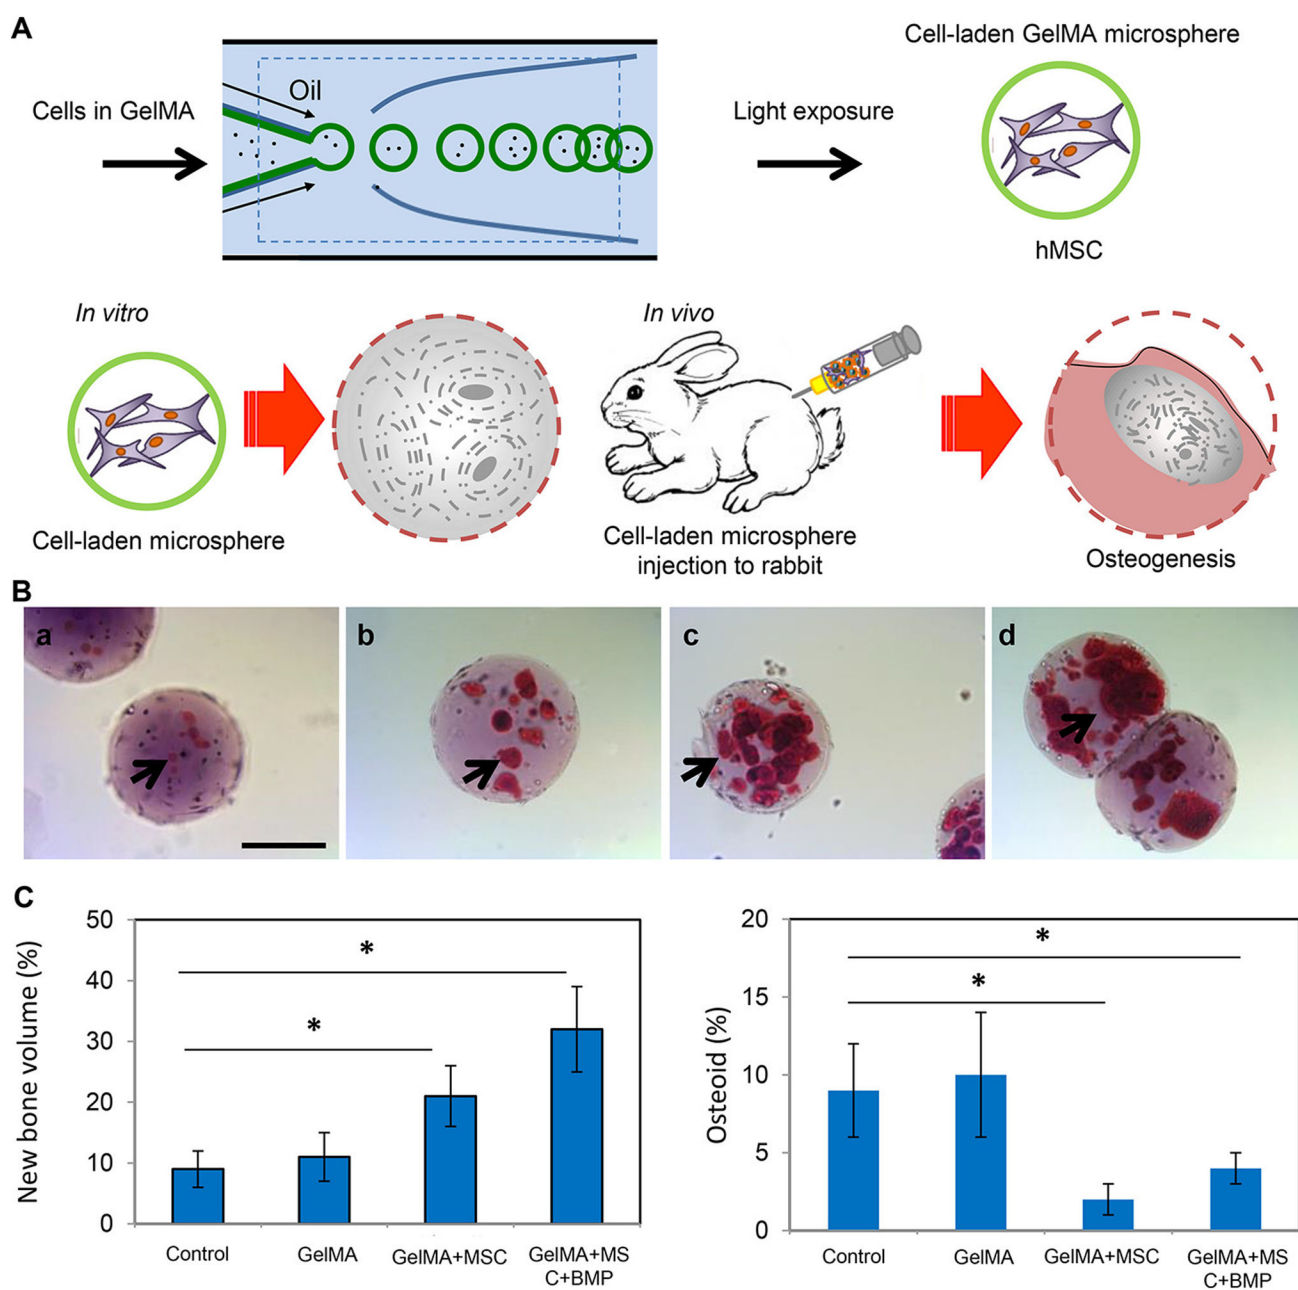 A
Cell-laden GelMA microsphere
Cells in GelMA
Oil
Light exposure
hMSC
In vitro
In vivo
Cell-laden microsphere
Cell-laden microsphere
injection to rabbit
Osteogenesis
B
a
b
c
d
C
New bone volume (%)
50
40
30
20
10
0
*
*
Control
GelMA
GelMA+MSC
GelMA+MS
C+BMP
Osteoid (%)
20
15
10
5
0
*
*
Control
GelMA
GelMA+MSC
GelMA+MS
C+BMP